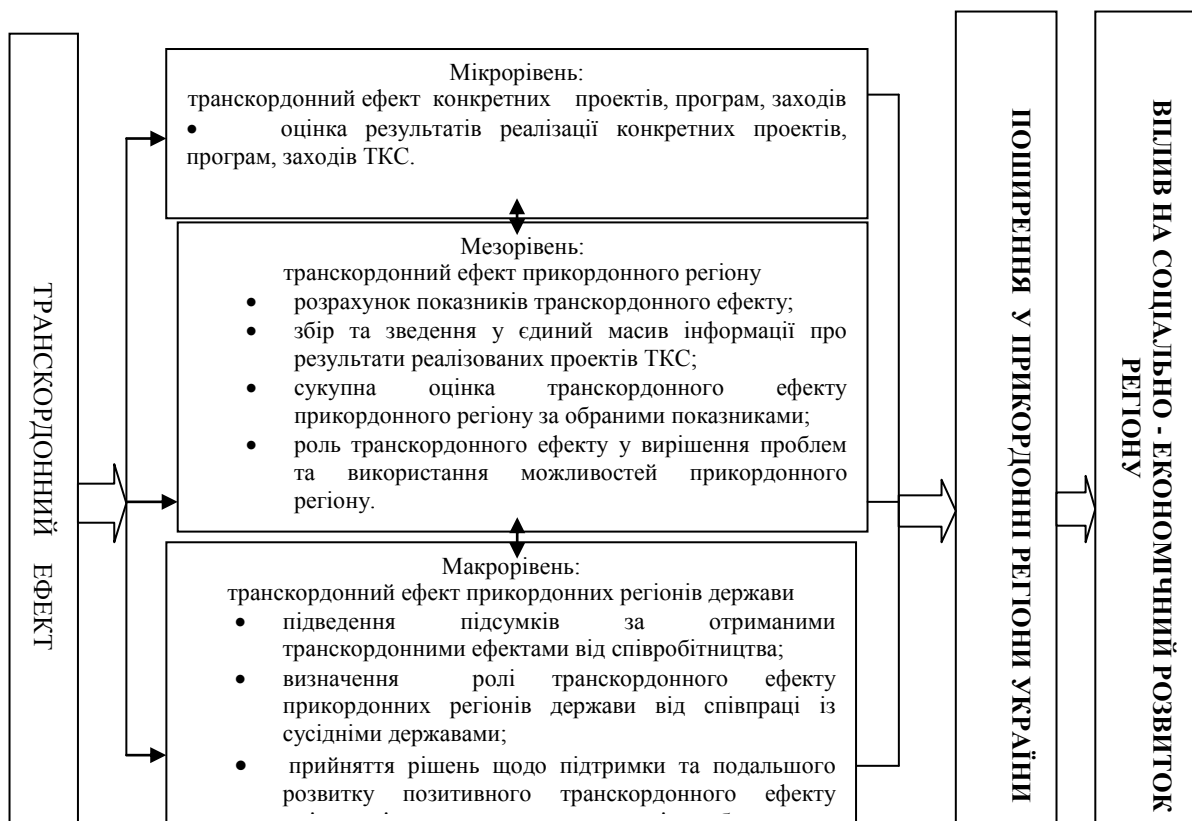 ТРАНСКОРДОННИЙ ЕФЕКТ
Мікрорівень:
транскордонний ефект конкретних проектів, програм, заходів
• оцінка результатів реалізації конкретних проектів,
програм, заходів ТКС.
Мезорівень:
транскордонний ефект прикордонного регіону
• розрахунок показників транскордонного ефекту;
• збір та зведення у єдиний масив інформації про
результати реалізованих проектів ТКС;
• сукупна оцінка транскордонного ефекту
прикордонного регіону за обраними показниками;
• роль транскордонного ефекту у вирішення проблем
та використання можливостей прикордонного
регіону.
Макрорівень:
транскордонний ефект прикордонних регіонів держави
• підведення підсумків за отриманими
транскордонними ефектами від співробітництва;
• визначення ролі транскордонного ефекту
прикордонних регіонів держави від співпраці із
сусідніми державами;
• прийняття рішень щодо підтримки та подальшого
розвитку позитивного транскордонного ефекту
ПОШИРЕННЯ У ПРИКОРДОННІ РЕГІОНИ УКРАЇНИ
ВПЛИВ НА СОЦІАЛЬНО - ЕКОНОМІЧНИЙ РОЗВИТОК
РЕГІОНУ